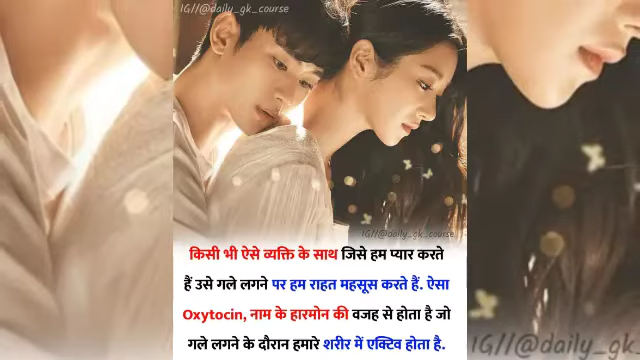 IG//@daily_gk_course
IG//@daily_gk_course
किसी भी ऐसे व्यक्ति के साथ जिसे हम प्यार करते
हैं उसे गले लगने पर हम राहत महसूस करते हैं. ऐसा
Oxytocin, नाम के हारमोन की वजह से होता है जो
गले लगने के दौरान हमारे शरीर में एक्टिव होता है.
IG//@daily_gk